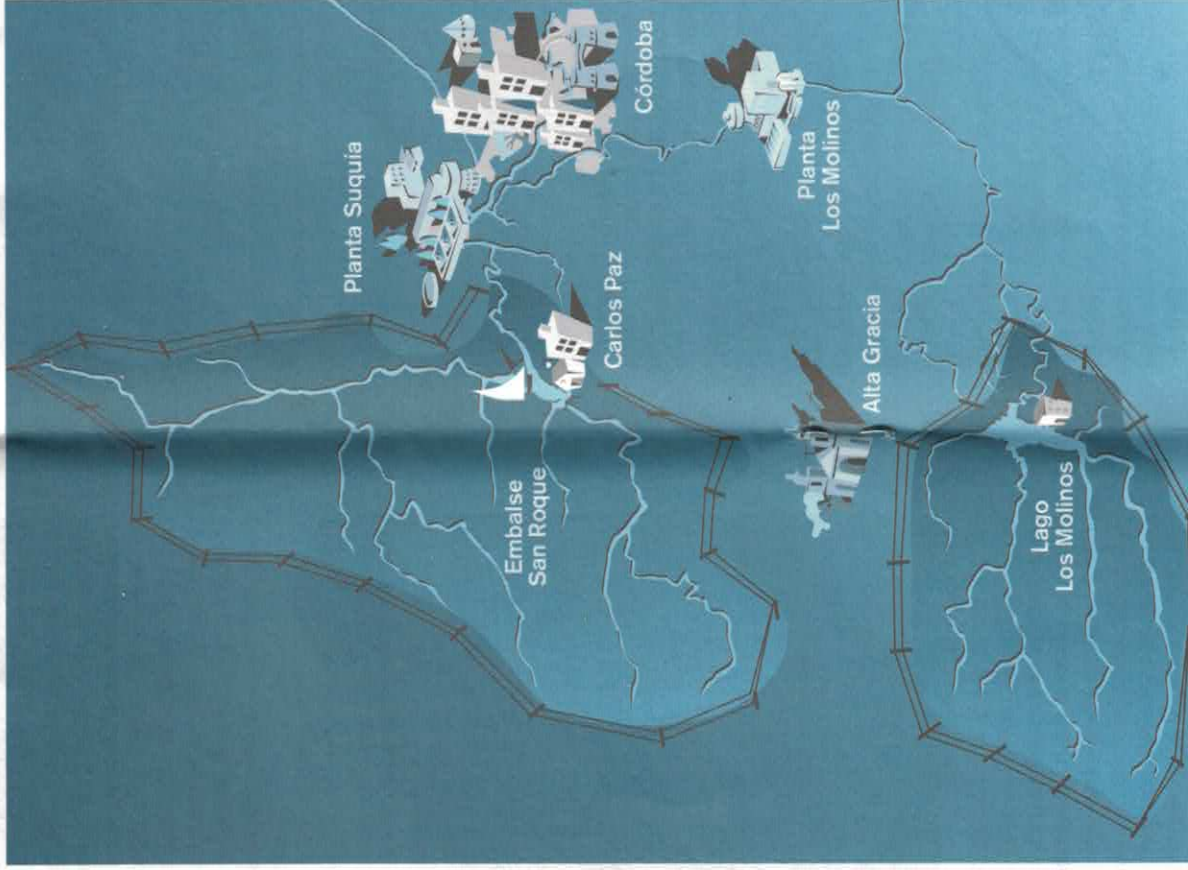 Planta Suquía
Córdoba
Carlos Paz
Embalse
San Roque
Planta
Los Molinos
Alta Gracia
Lago
Los Molinos